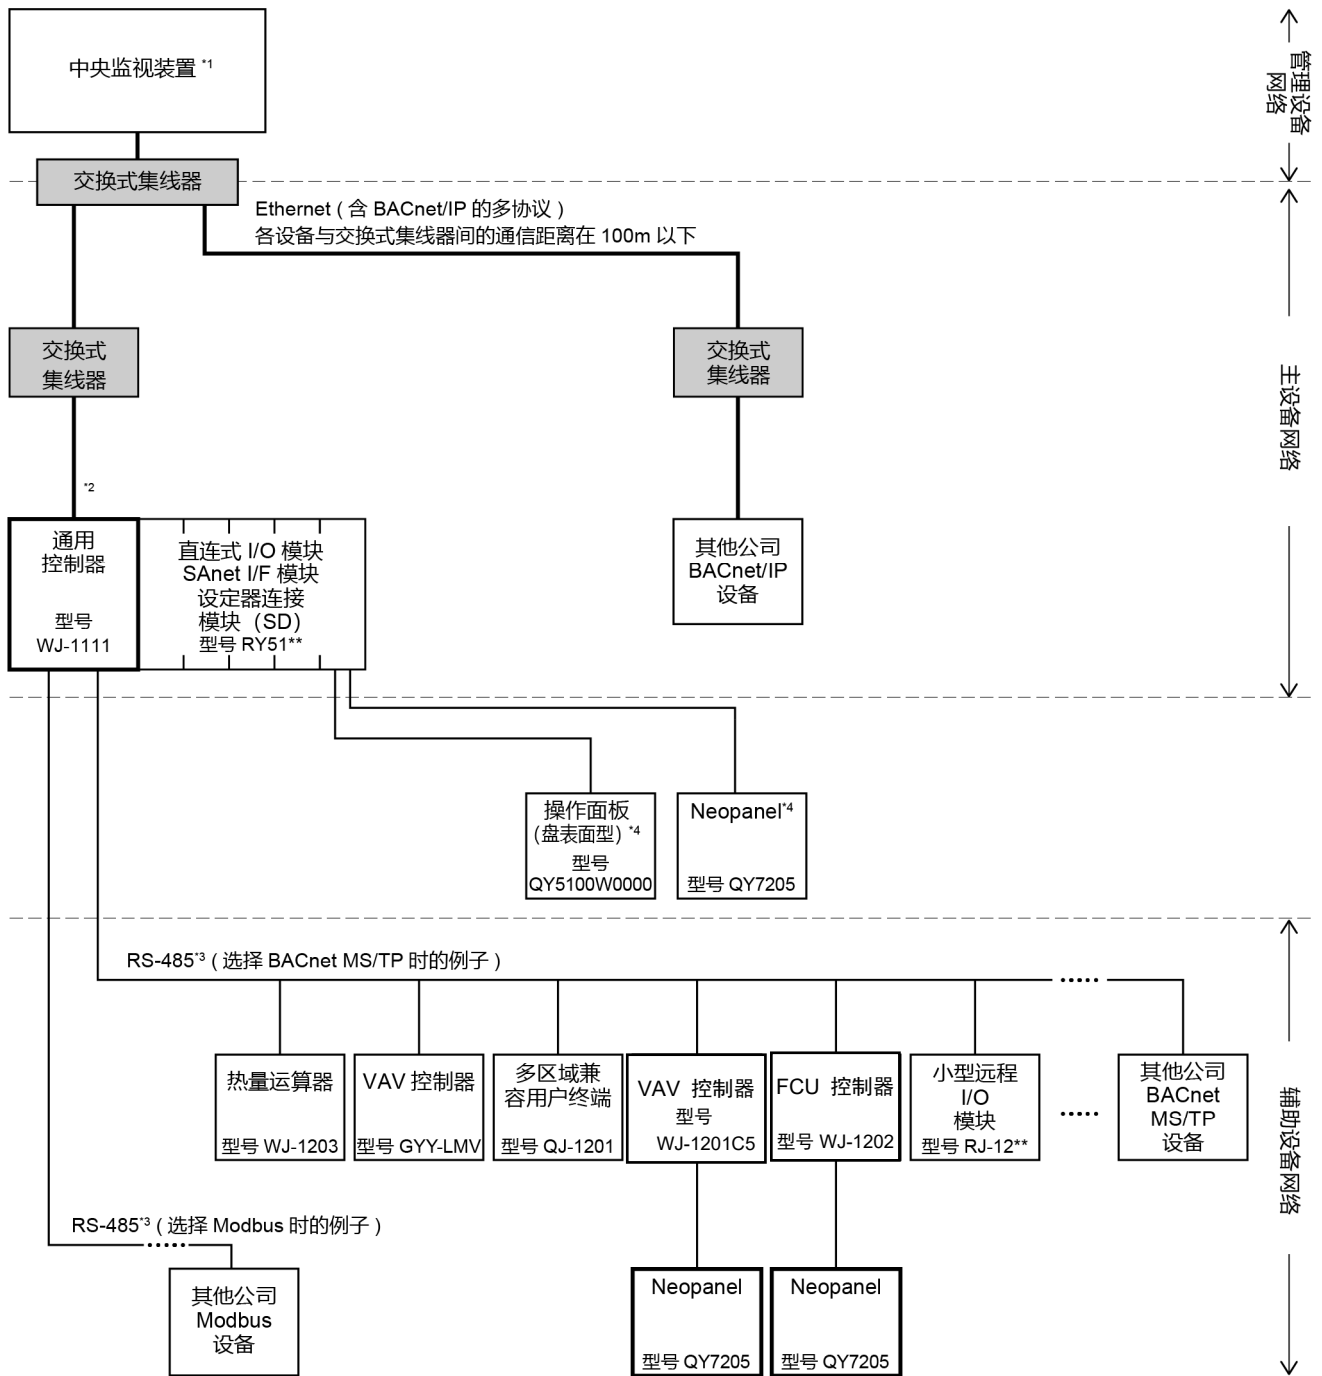 中央监视装置 *1
管理设备
网络
交换式集线器
Ethernet ( 含 BACnet/IP 的多协议 )
各设备与交换式集线器间的通信距离在 100m 以下
交换式
集线器
交换式
集线器
主设备网络
*2
通用
控制器
型号
WJ-1111
直连式 I/O 模块
SAnet I/F 模块
设定器连接
模块（SD）
型号 RY51**
其他公司
BACnet/IP
设备
操作面板
（盘表面型）*4
型号
QY5100W0000
Neopanel*4
型号 QY7205
RS-485*3 ( 选择 BACnet MS/TP 时的例子 )
热量运算器
型号 WJ-1203
VAV 控制器
型号 GYY-LMV
多区域兼
容用户终端
型号 QJ-1201
VAV 控制器
型号
WJ-1201C5
FCU 控制器
型号 WJ-1202
小型远程
I/O
模块
型号 RJ-12**
其他公司
BACnet
MS/TP
设备
辅助设备网络
RS-485*3 ( 选择 Modbus 时的例子 )
其他公司
Modbus
设备
Neopanel
型号 QY7205
Neopanel
型号 QY7205